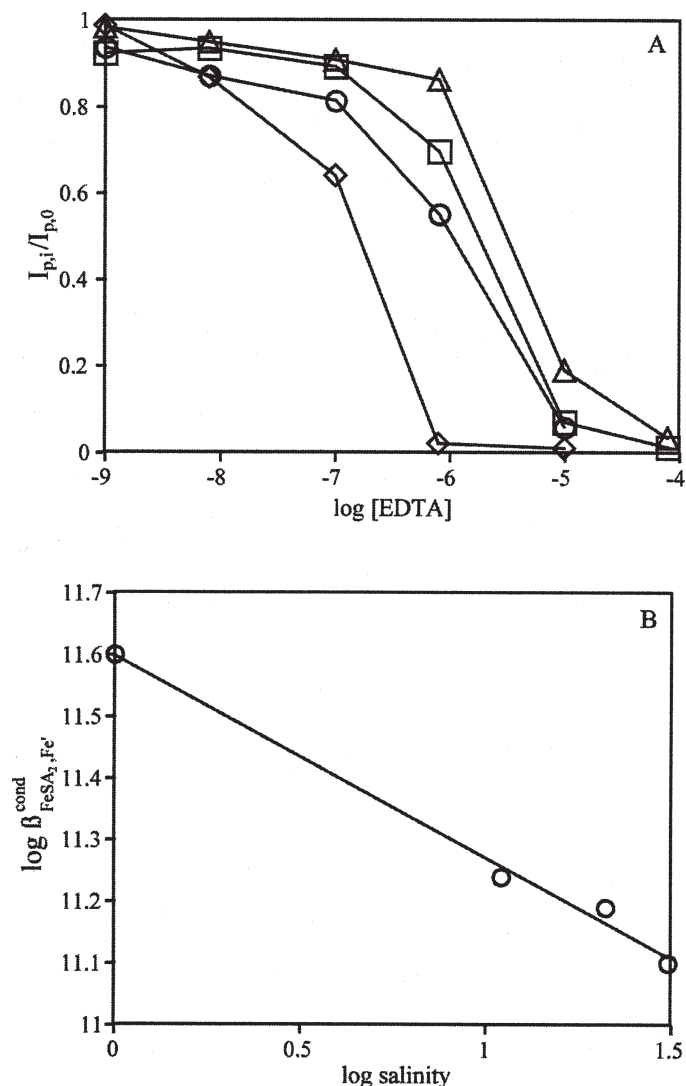 1
A
0.8
0.6
I_{p,i}/I_{p,0}
0.4
0.2
0
-9 -8 -7 -6 -5 -4
log [EDTA]
11.7
B
11.6
11.5
11.4
log ß^{cond}_{FeSA_2,Fe'}
11.3
11.2
11.1
11
0 0.5 1 1.5
log salinity